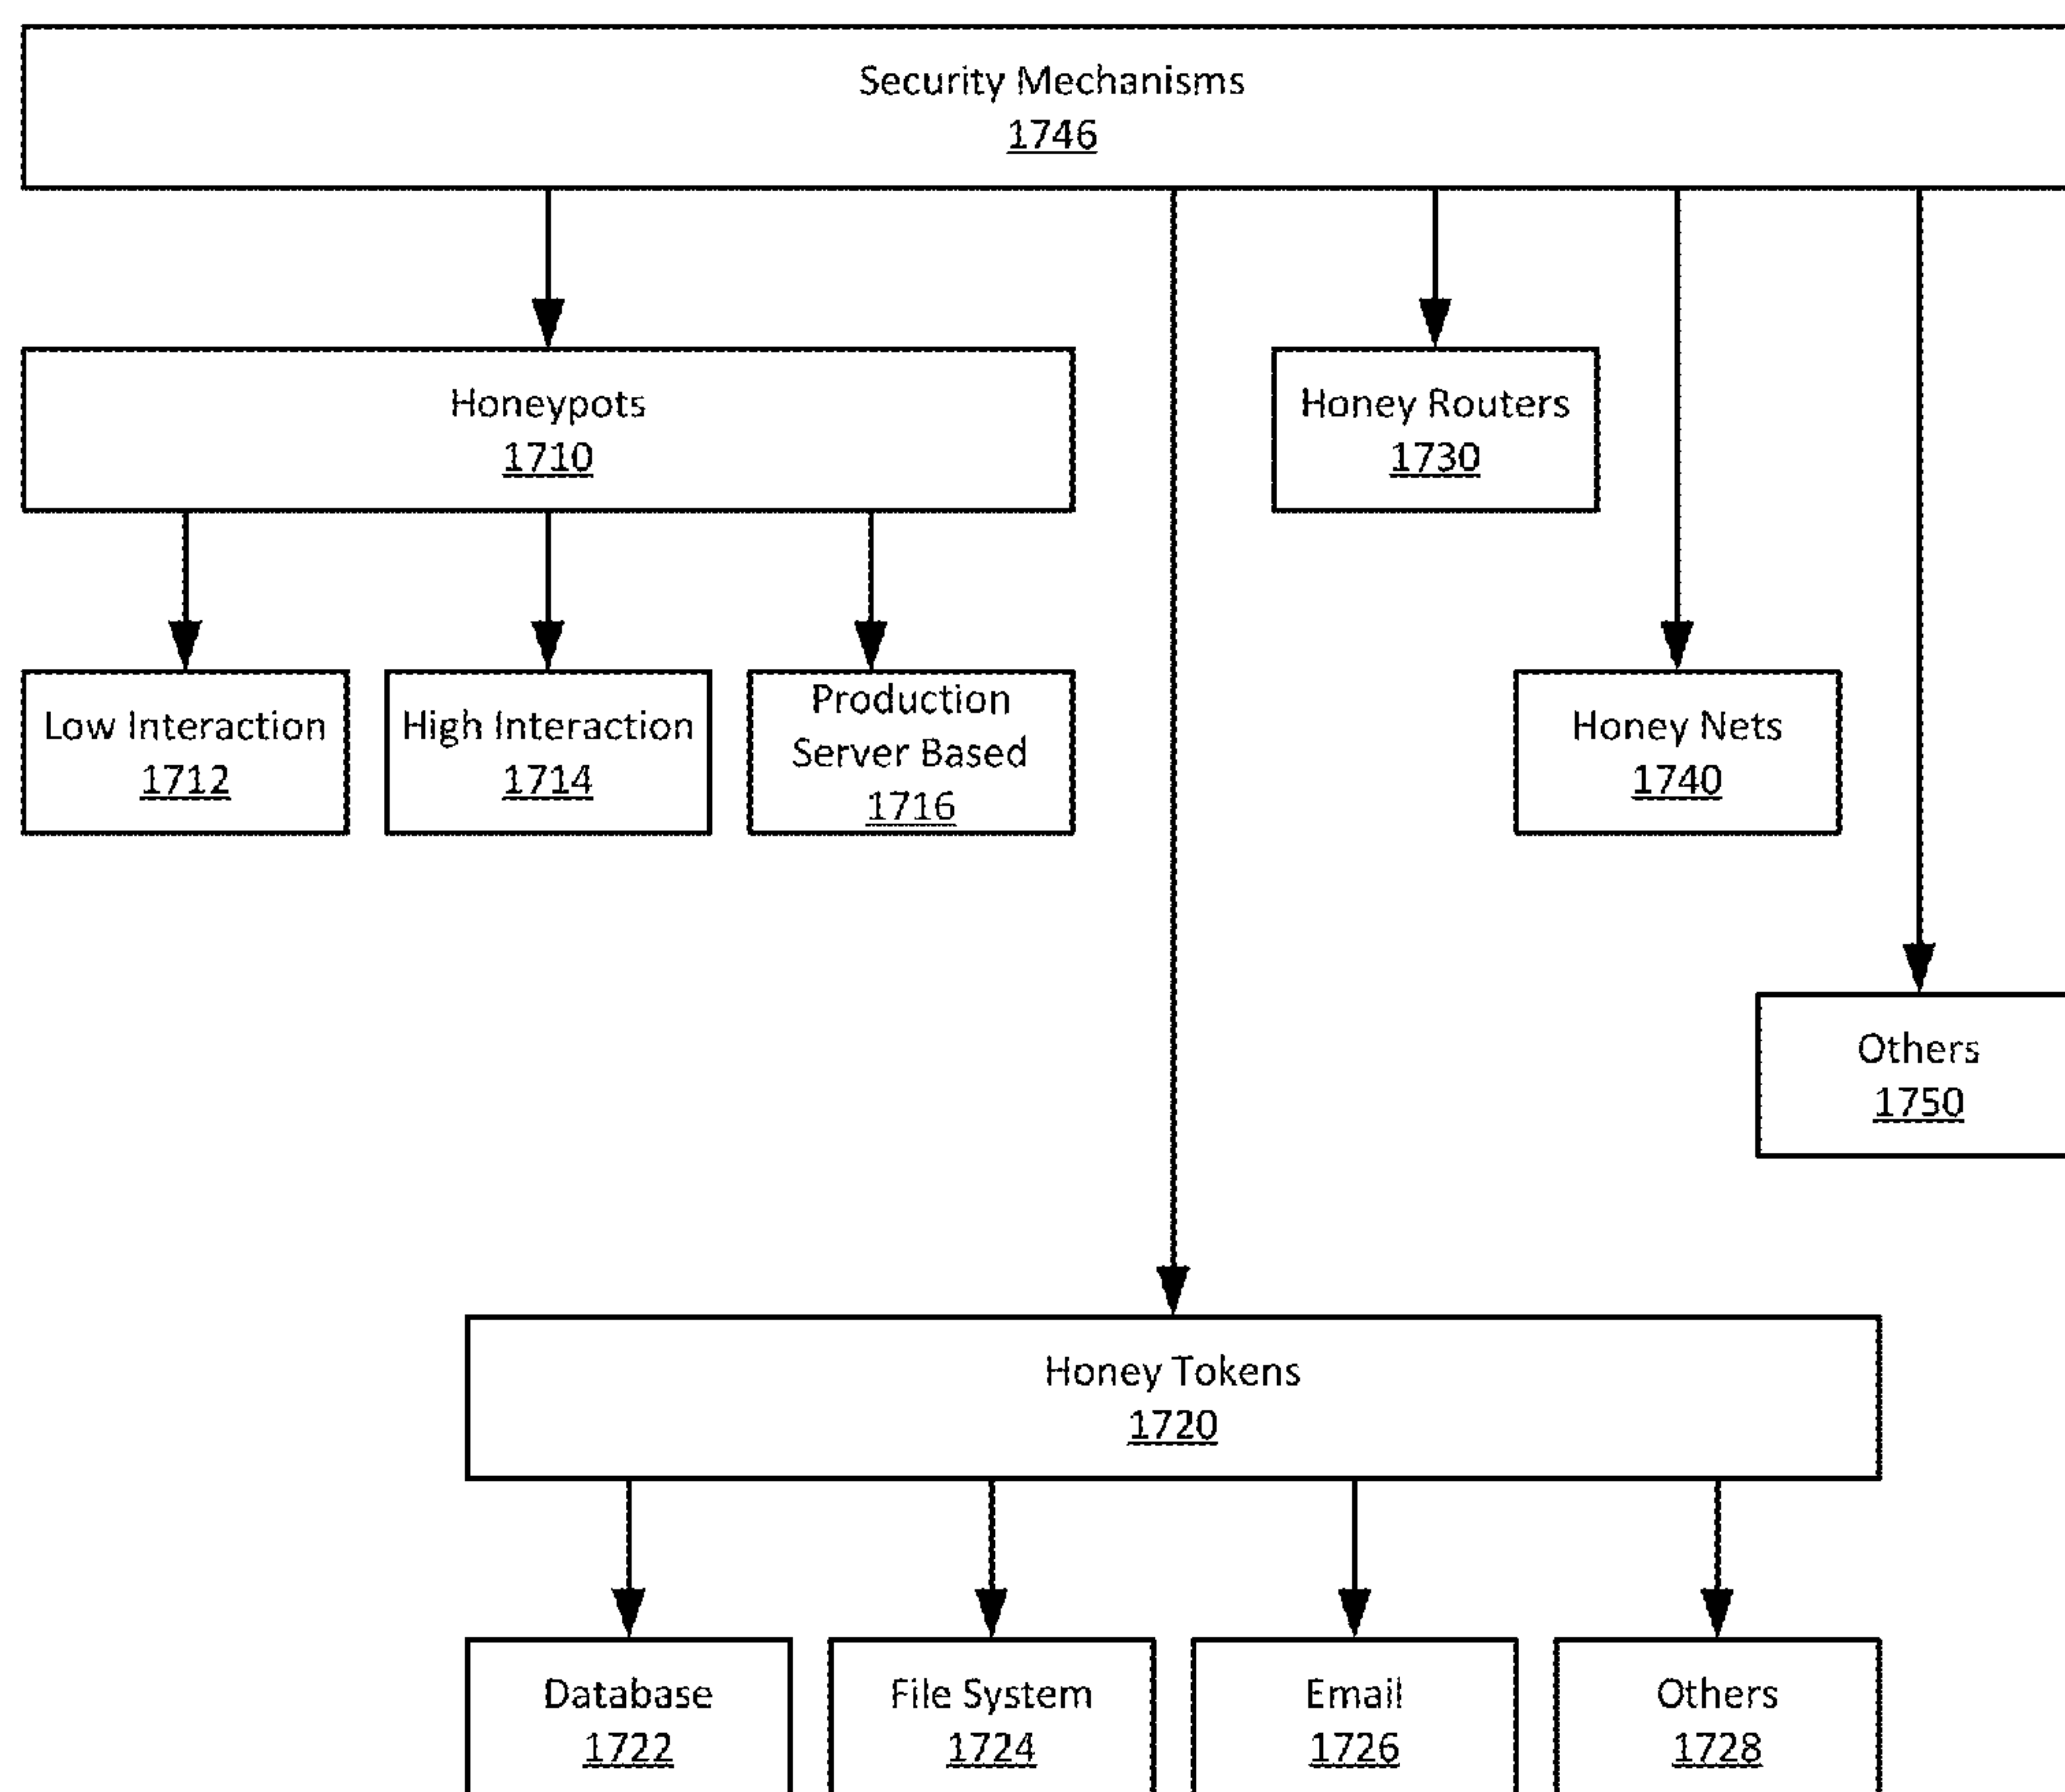 Security Mechanisms
1746
Honeypots
1710
Honey Routers
1730
Low Interaction
1712
High Interaction
1714
Production
Server Based
1716
Honey Nets
1740
Others
1750
Honey Tokens
1720
Database
1722
File System
1724
Email
1726
Others
1728